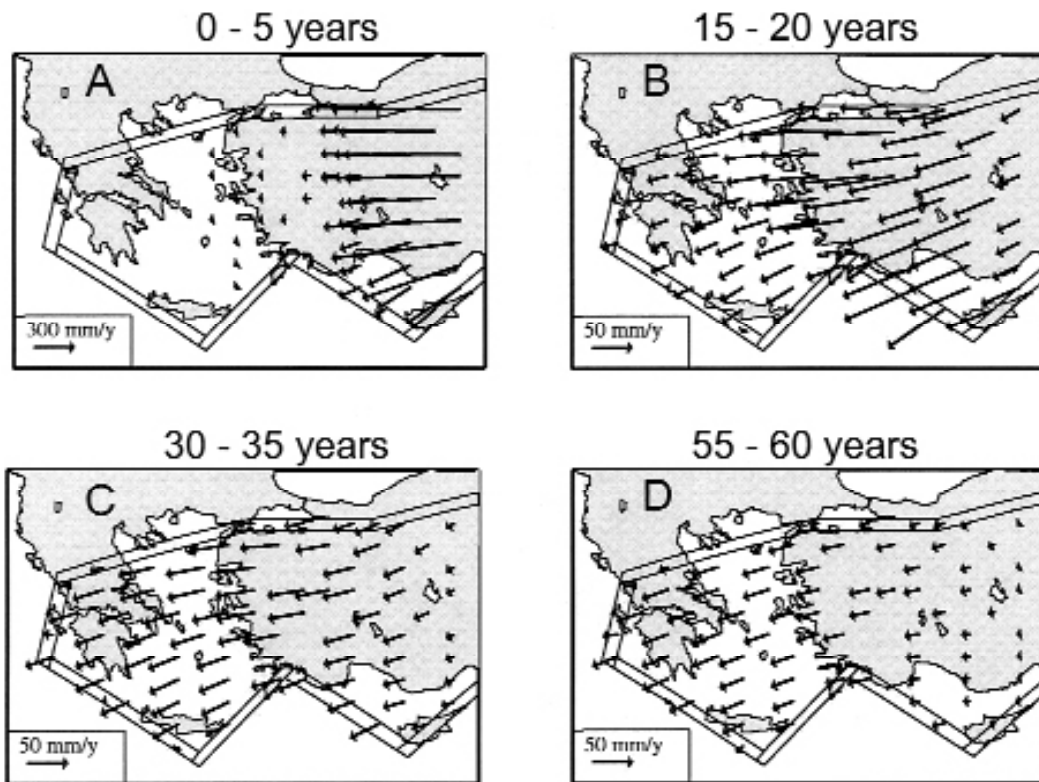 0 - 5 years
15 - 20 years
A
B
300 mm/y
50 mm/y
30 - 35 years
55 - 60 years
C
D
50 mm/y
50 mm/y